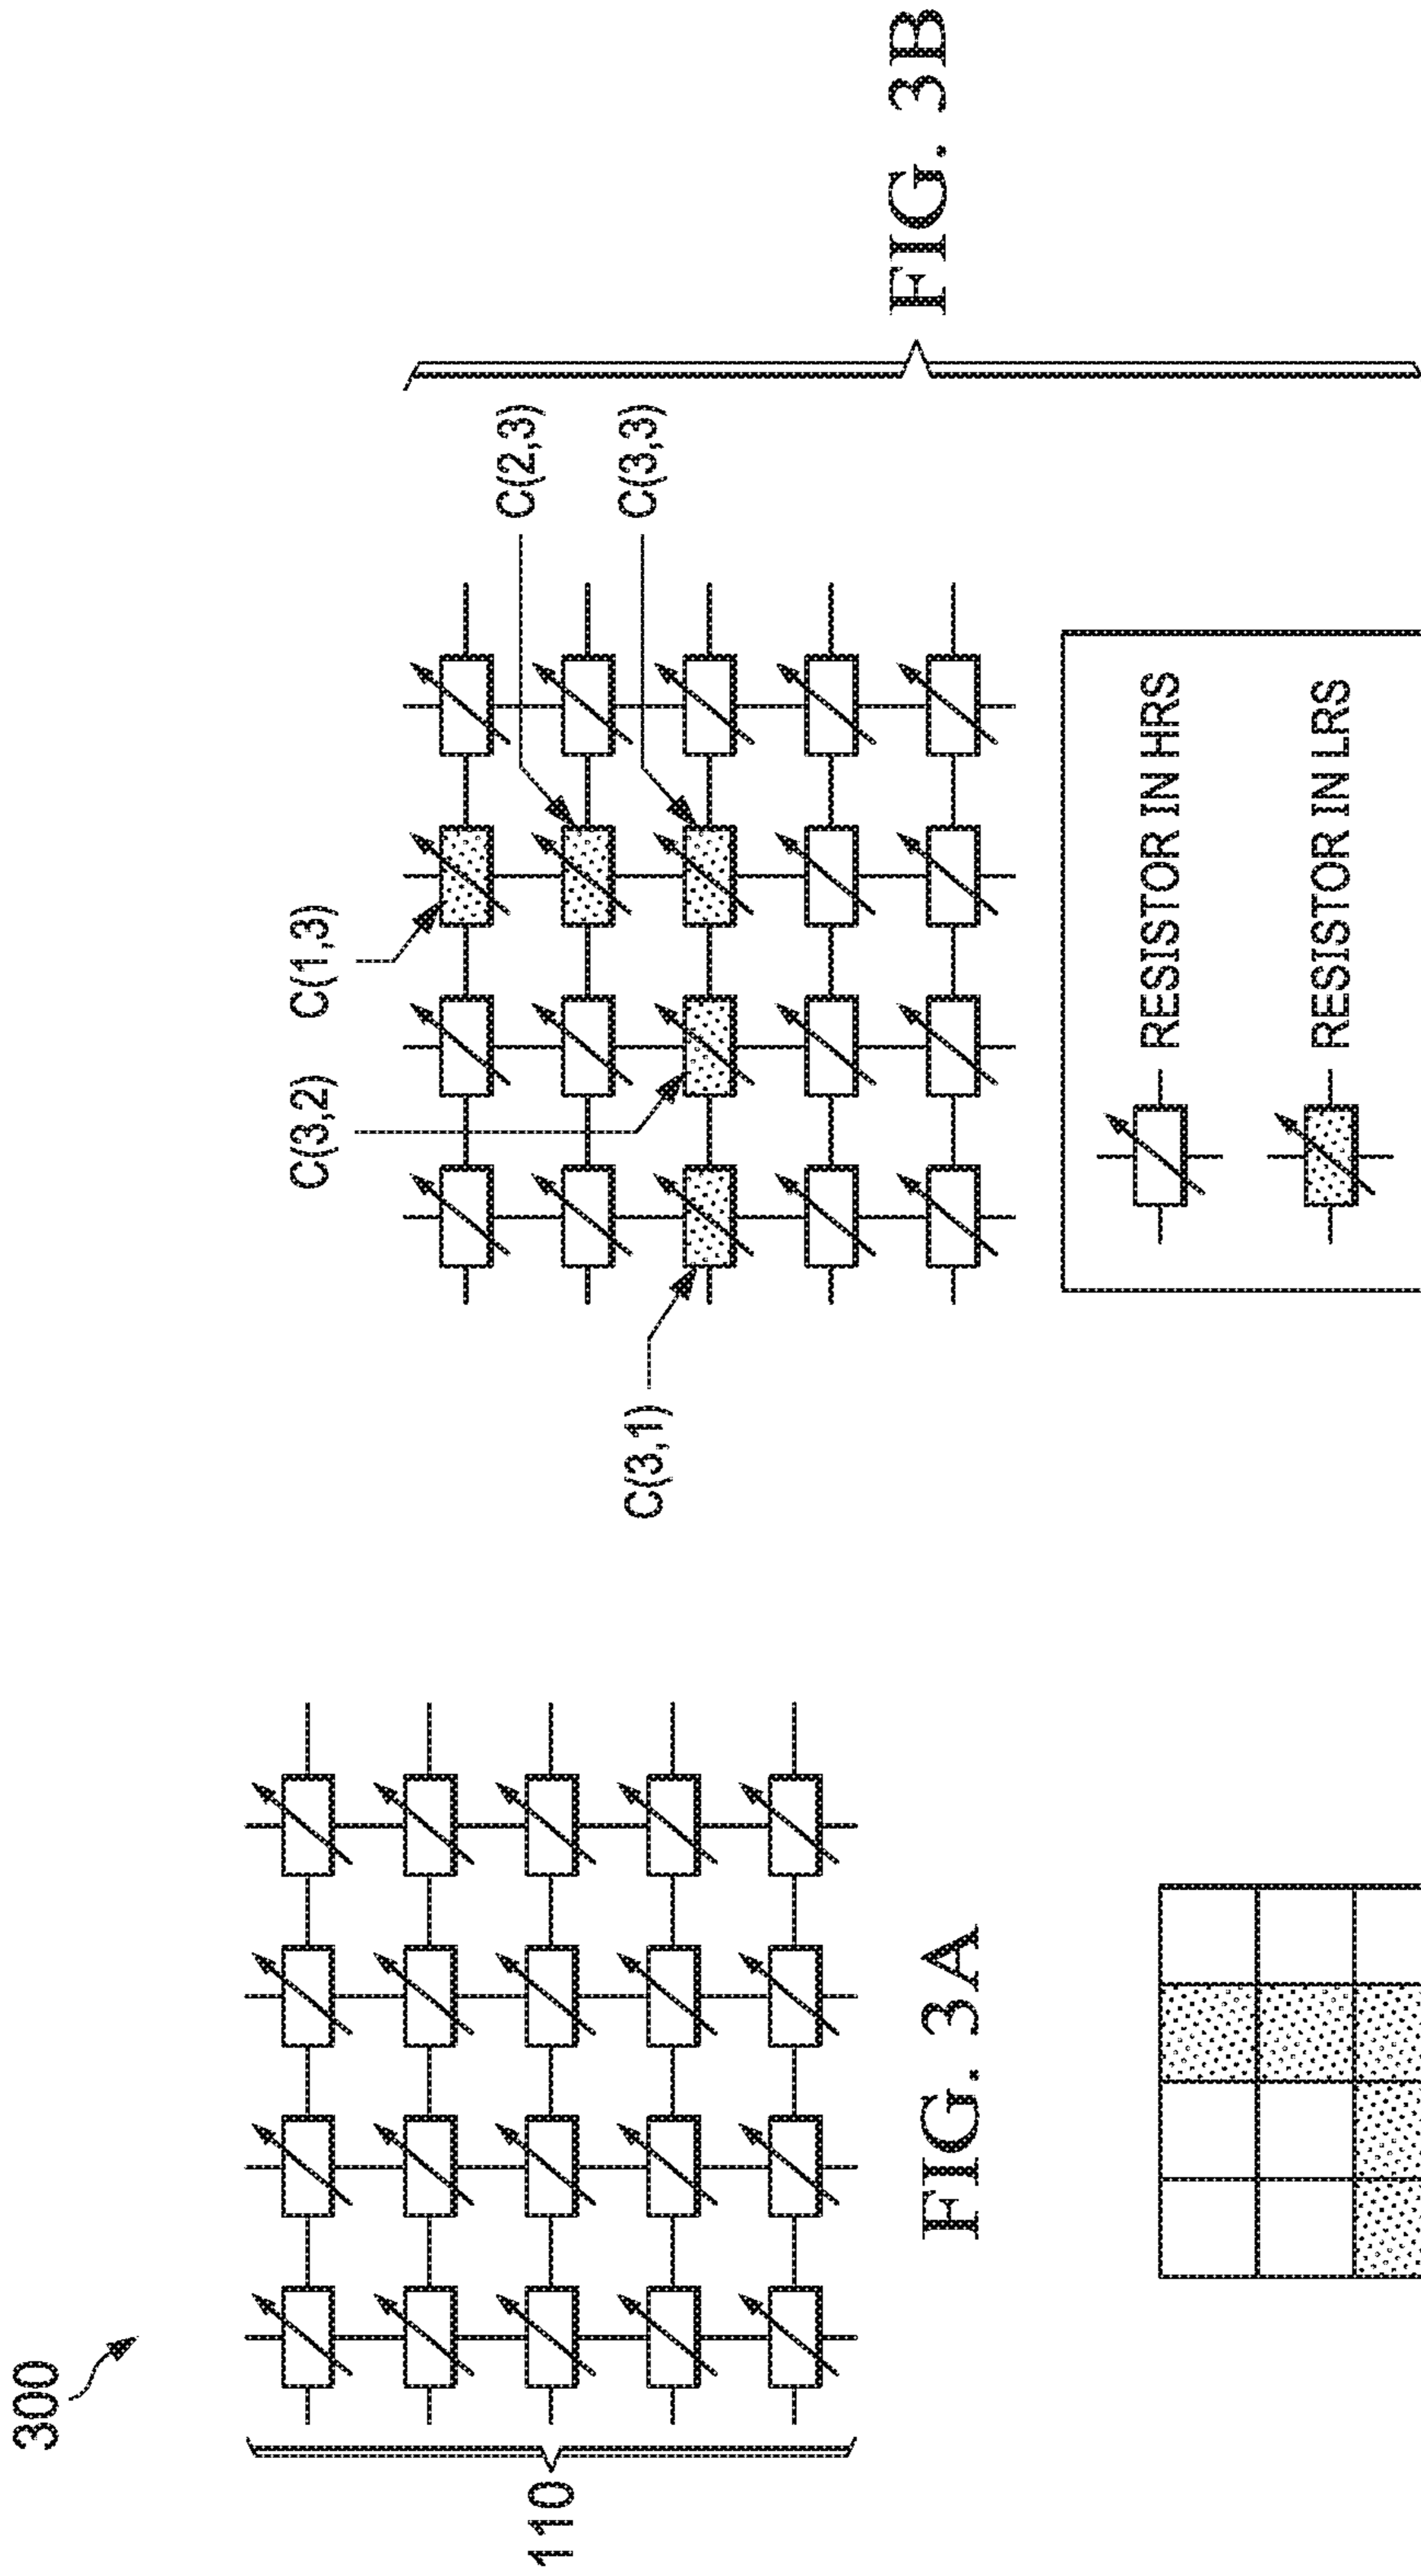 300
110
FIG. 3A
C(3,1)
C(3,2)
C(1,3)
C(2,3)
C(3,3)
RESISTOR IN HRS
RESISTOR IN LRS
FIG. 3B